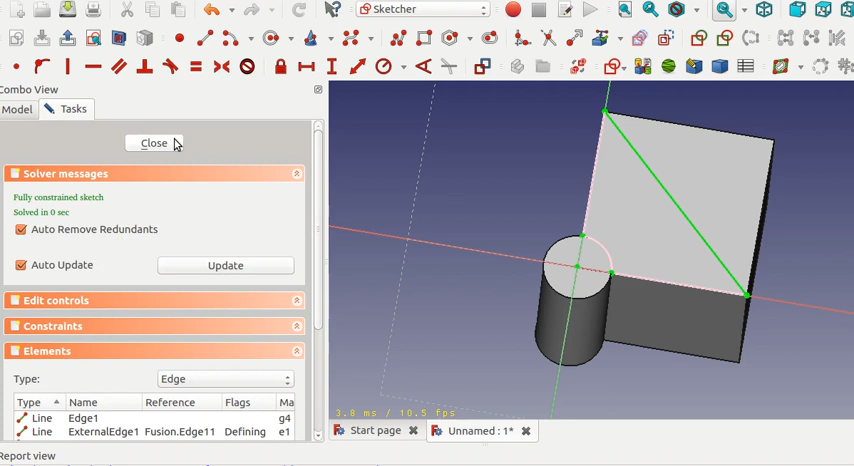 Sketcher
Combo View
Model
Tasks
Close
Solver messages
Fully constrained sketch
Solved in 0 sec
Auto Remove Redundants
Auto Update
Update
Edit controls
Constraints
Elements
Type:
Edge
Type Name Reference Flags Ma
Line Edge1 g4
Line ExternalEdge1 Fusion.Edge11 Defining e1
3.8 ms / 10.5 fps
Start page
Unnamed : 1*
Report view